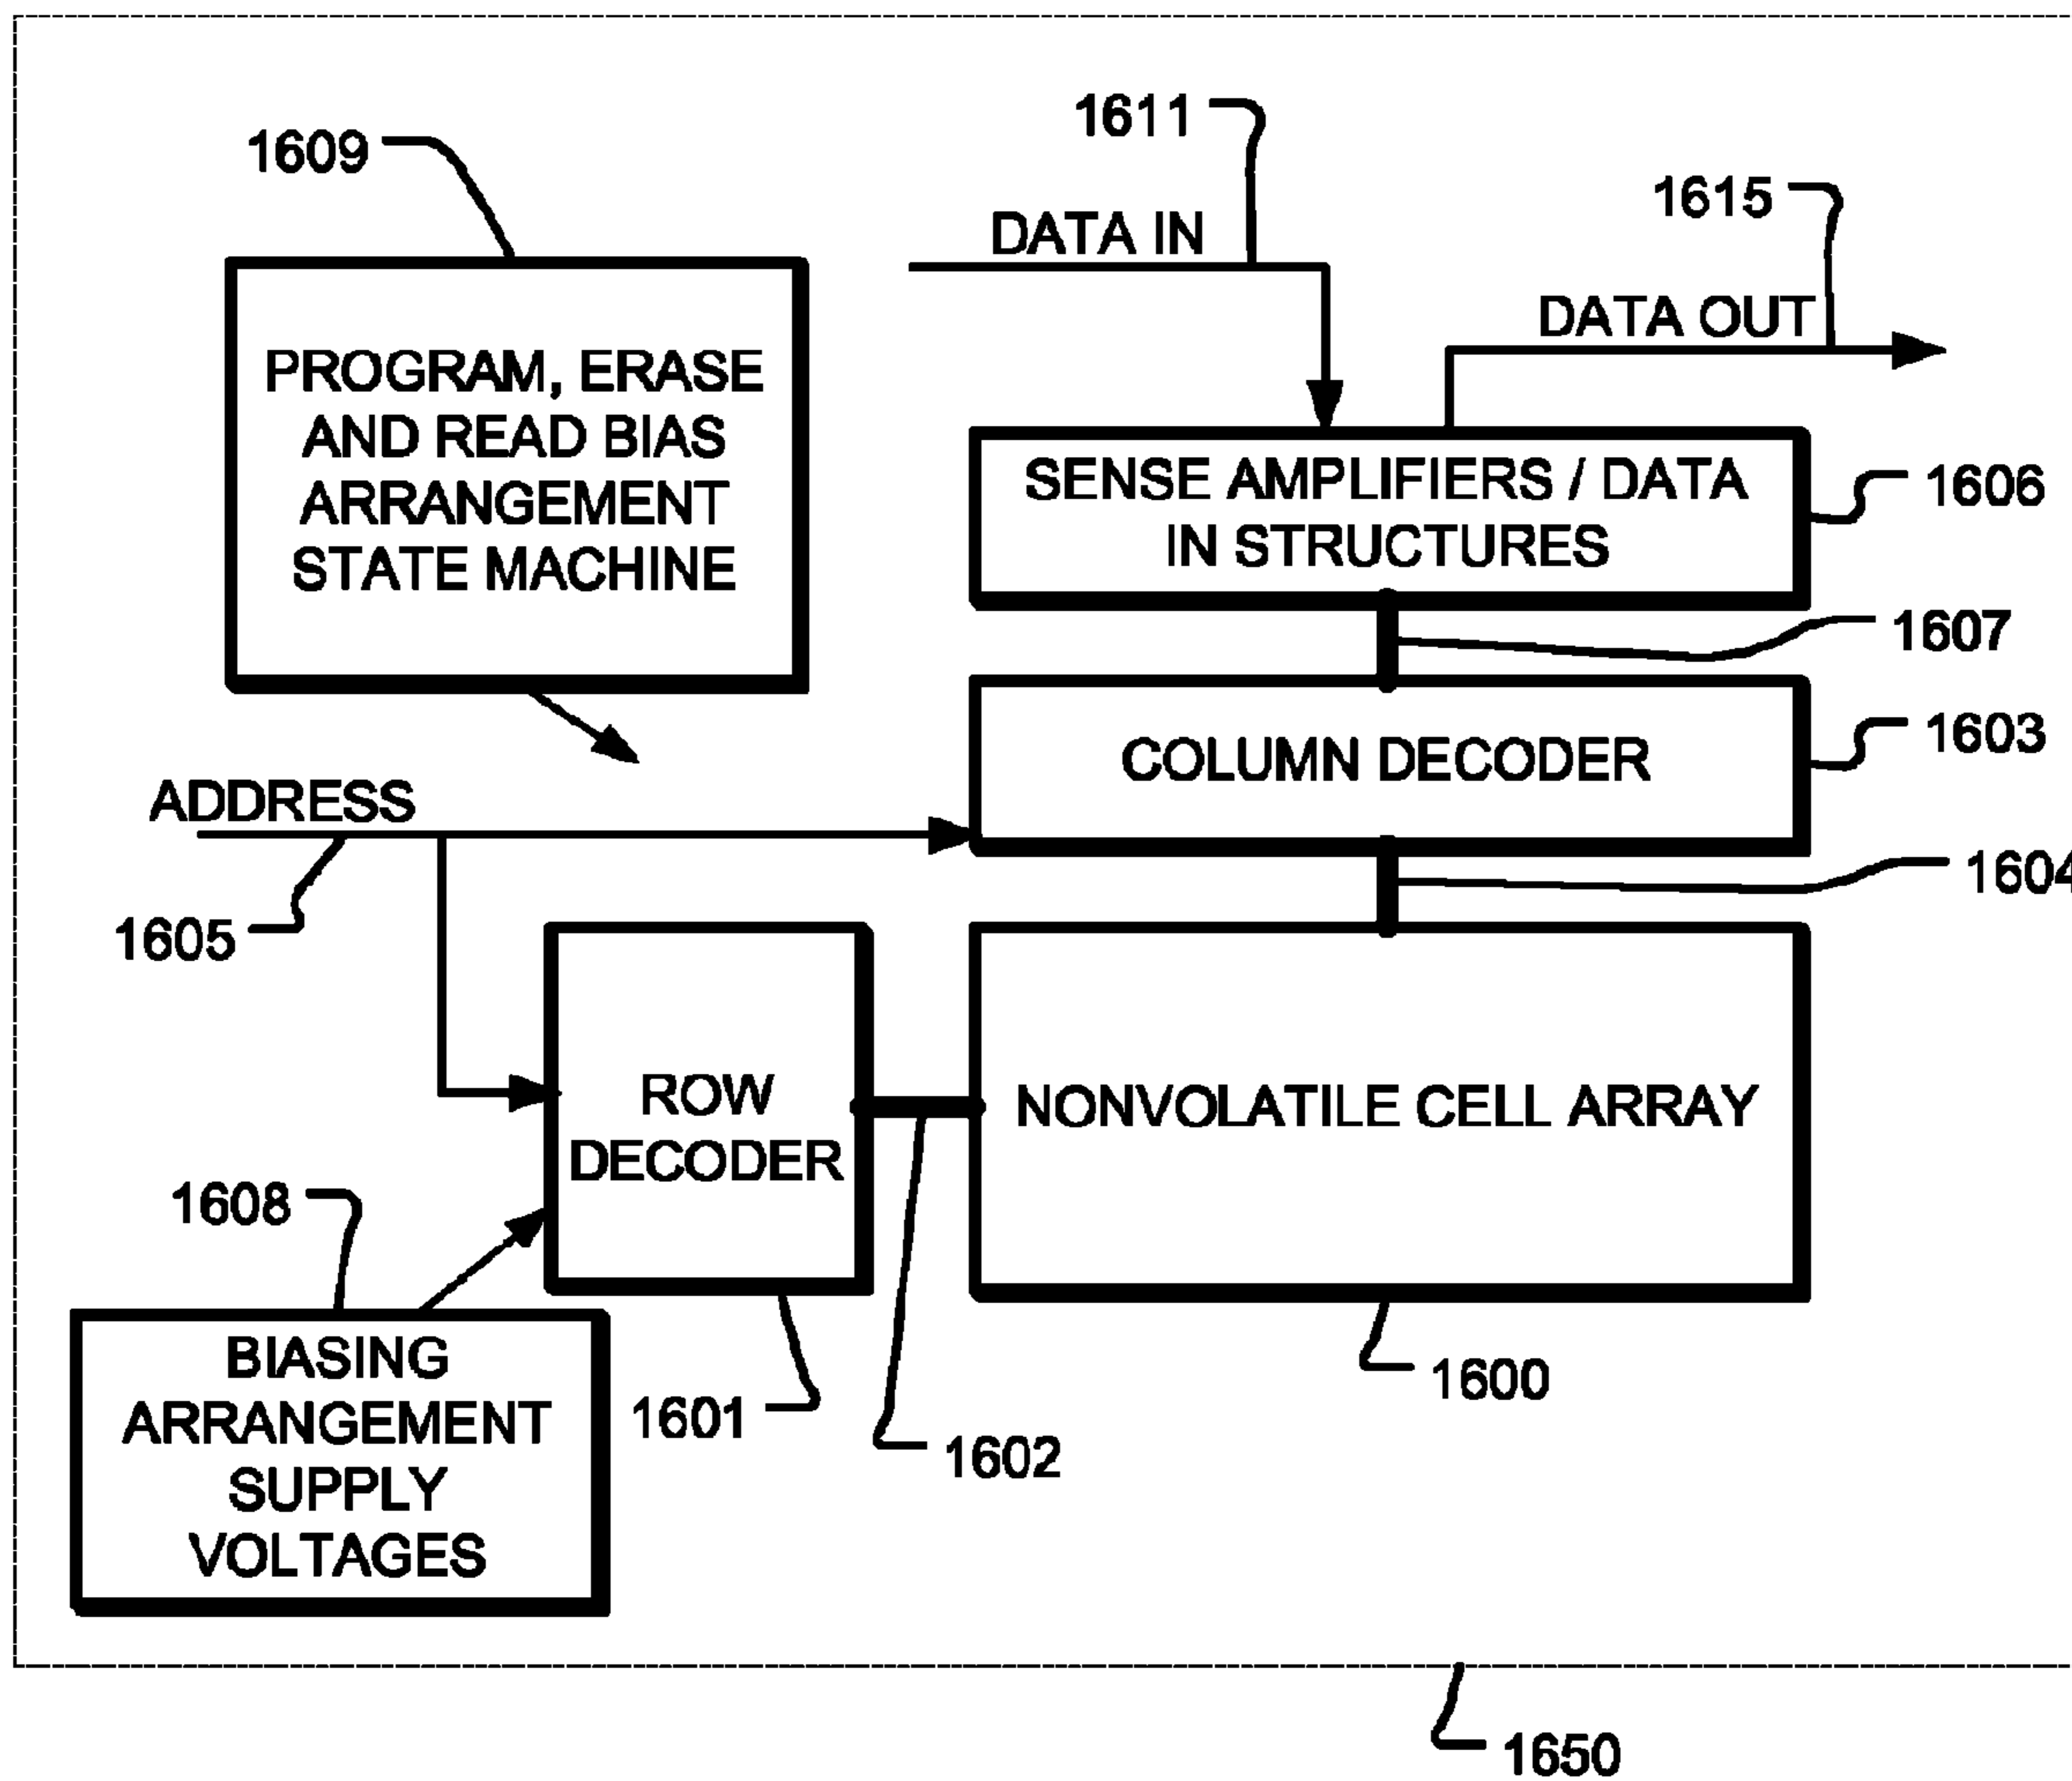 1611
1609
1615
DATA IN
DATA OUT
PROGRAM, ERASE
AND READ BIAS
ARRANGEMENT
STATE MACHINE
SENSE AMPLIFIERS / DATA
IN STRUCTURES
1606
1607
COLUMN DECODER
1603
ADDRESS
1604
1605
ROW
DECODER
NONVOLATILE CELL ARRAY
1608
BIASING
ARRANGEMENT
SUPPLY
VOLTAGES
1601
1602
1600
1650